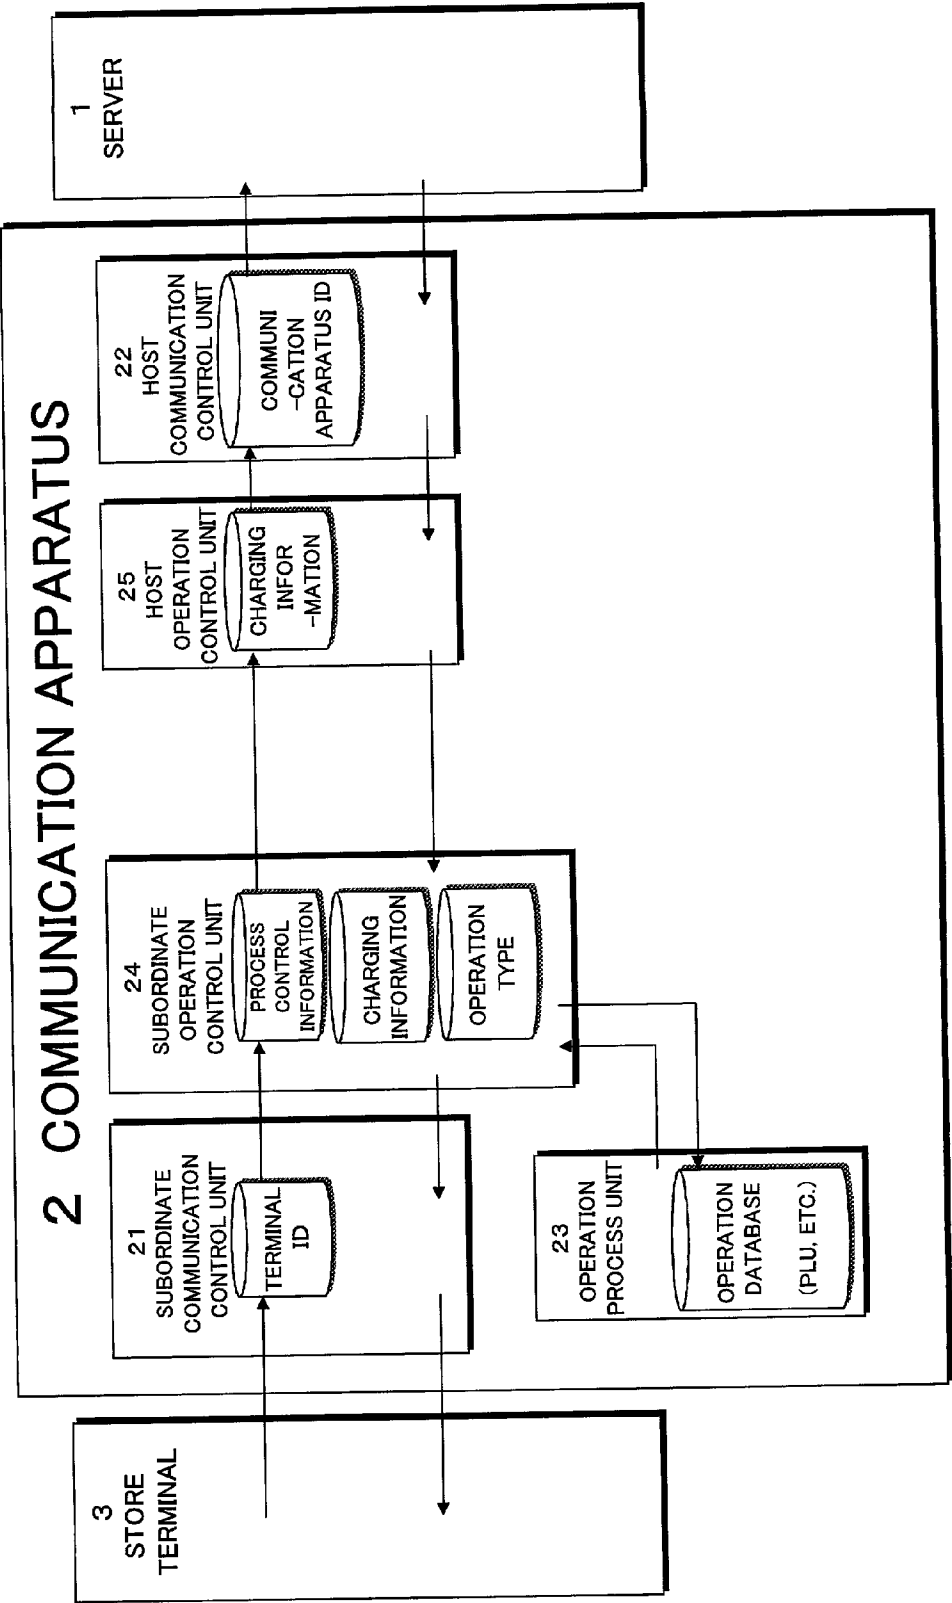 2 COMMUNICATION APPARATUS
3
STORE
TERMINAL
21
SUBORDINATE
COMMUNICATION
CONTROL UNIT
TERMINAL
ID
24
SUBORDINATE
OPERATION
CONTROL UNIT
PROCESS
CONTROL
INFORMATION
CHARGING
INFORMATION
OPERATION
TYPE
25
HOST
OPERATION
CONTROL UNIT
CHARGING
INFOR
-MATION
22
HOST
COMMUNICATION
CONTROL UNIT
COMMUNI
-CATION
APPARATUS ID
1
SERVER
23
OPERATION
PROCESS UNIT
OPERATION
DATABASE
(PLU, ETC.)